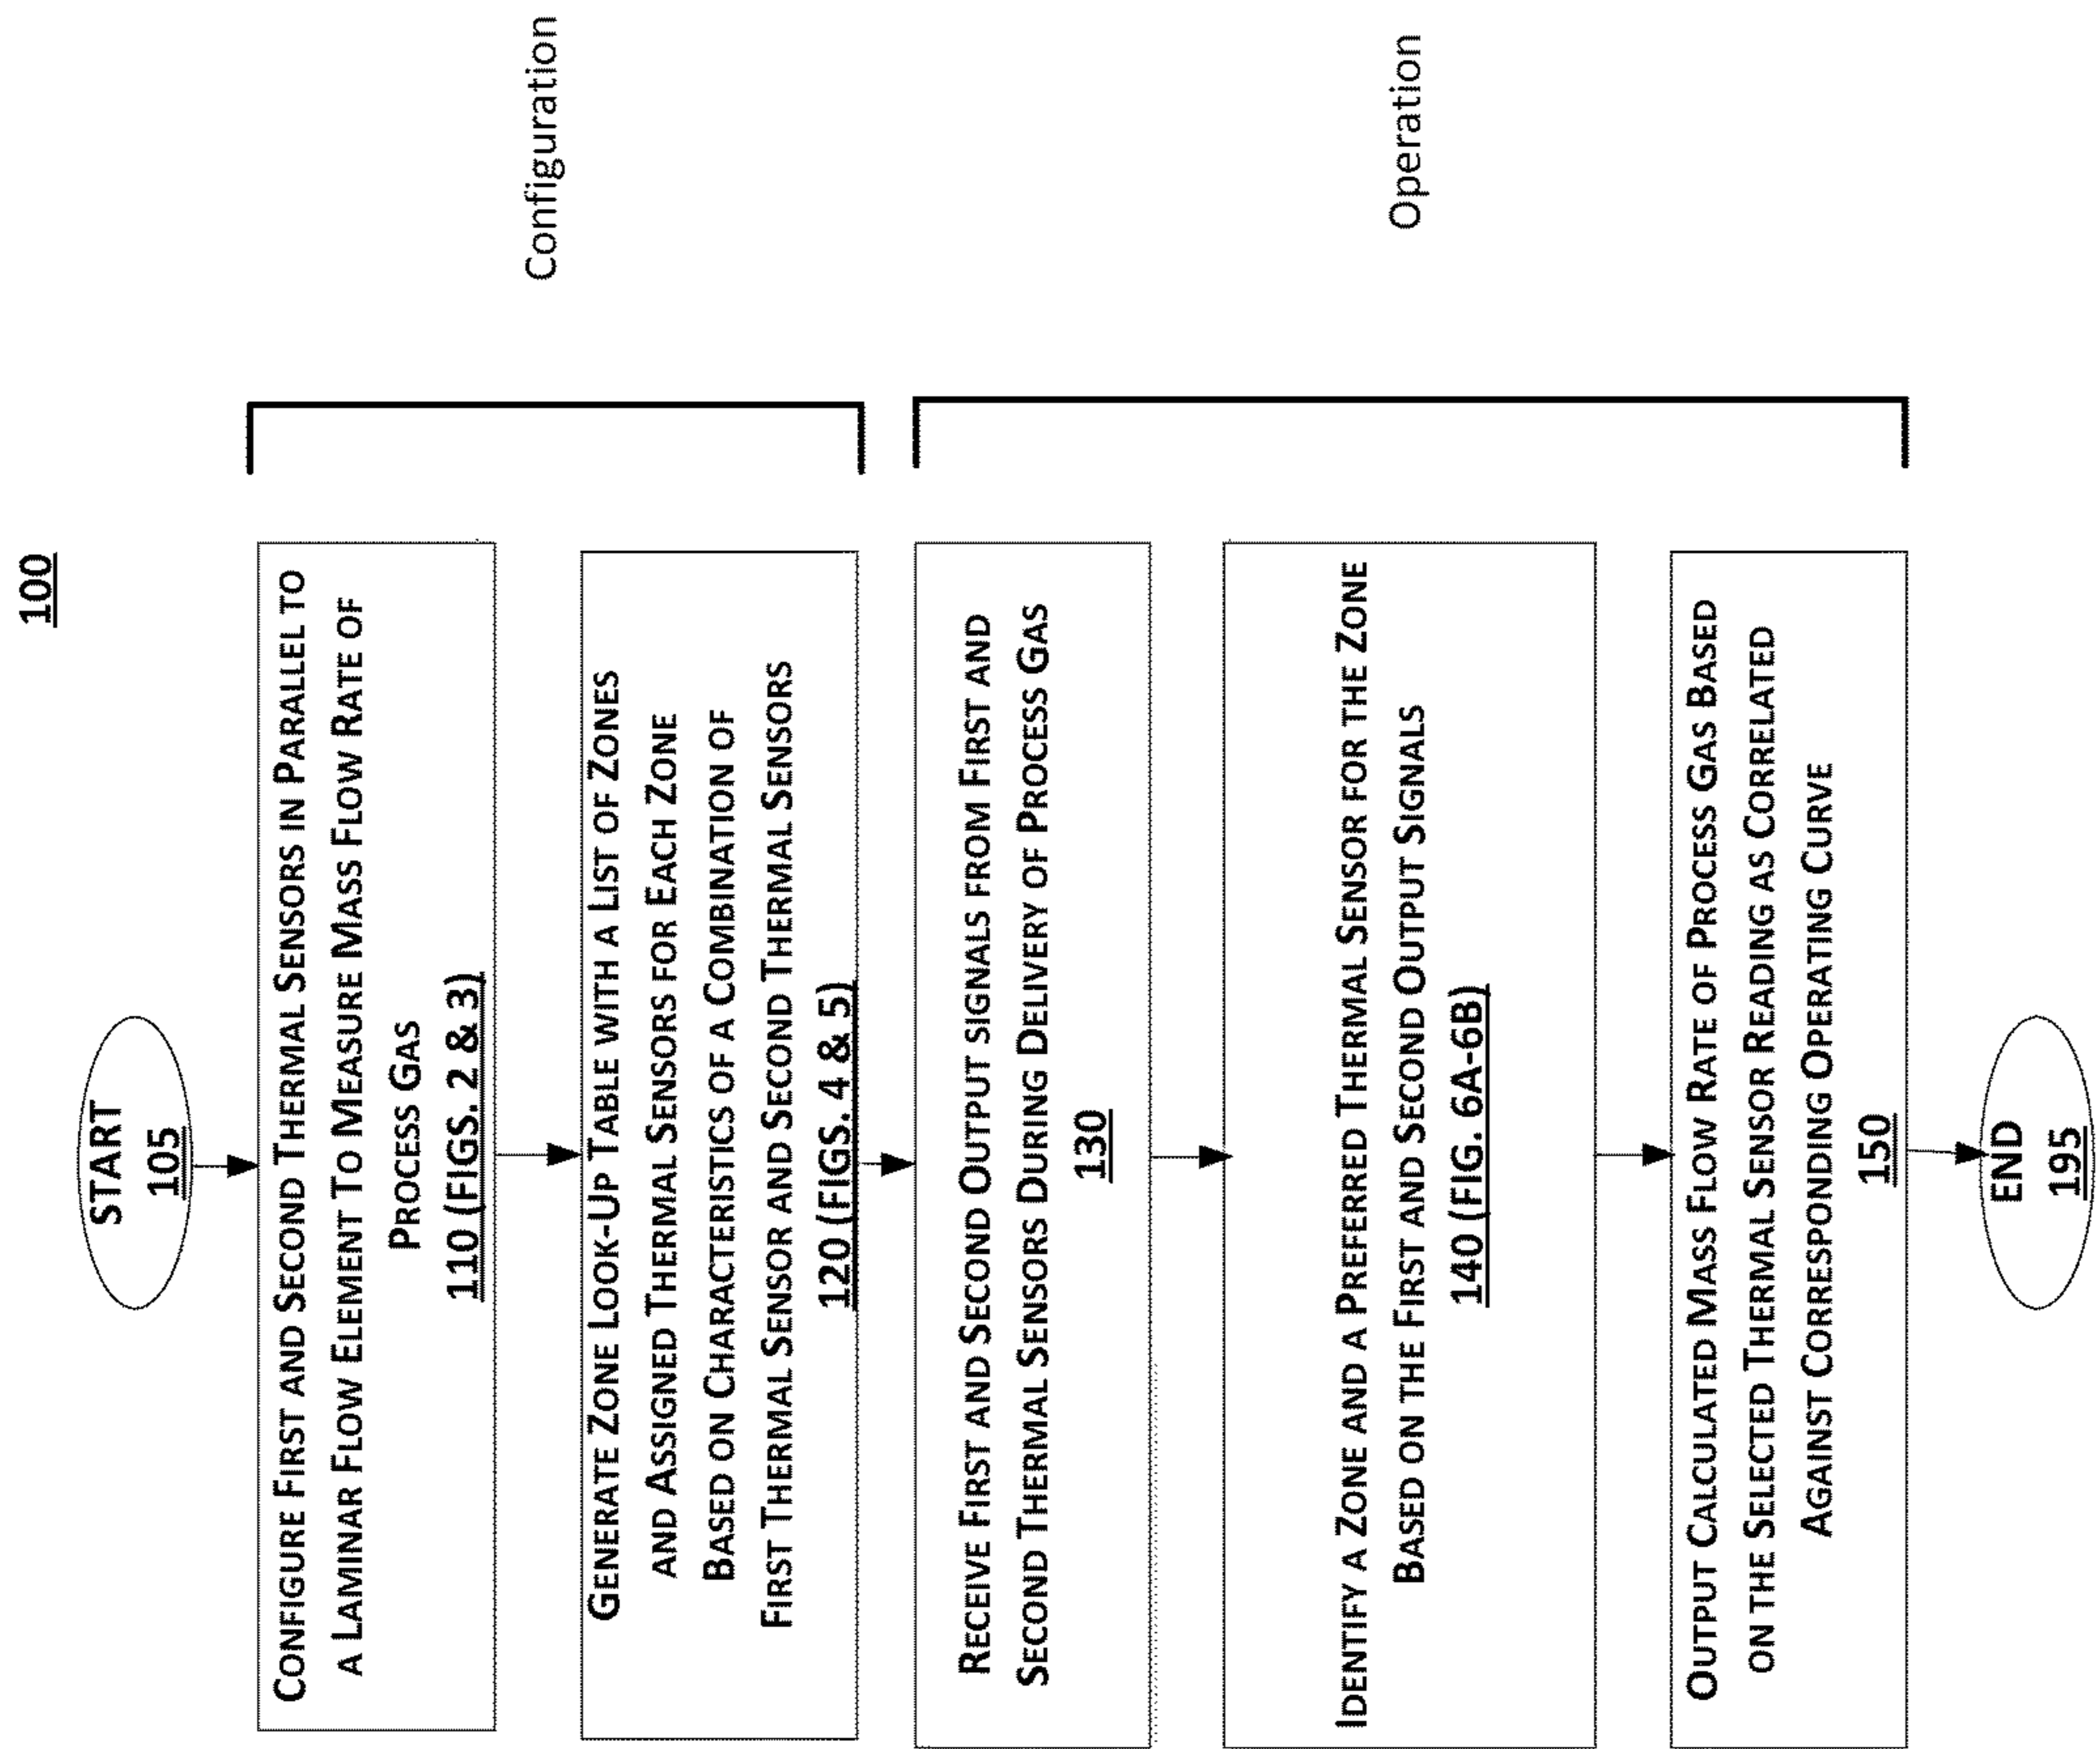 100
START
105
CONFIGURE FIRST AND SECOND THERMAL SENSORS IN PARALLEL TO
A LAMINAR FLOW ELEMENT TO MEASURE MASS FLOW RATE OF
PROCESS GAS
110 (FIGS. 2 & 3)
GENERATE ZONE LOOK-UP TABLE WITH A LIST OF ZONES
AND ASSIGNED THERMAL SENSORS FOR EACH ZONE
BASED ON CHARACTERISTICS OF A COMBINATION OF
FIRST THERMAL SENSOR AND SECOND THERMAL SENSORS
120 (FIGS. 4 & 5)
Configuration
RECEIVE FIRST AND SECOND OUTPUT SIGNALS FROM FIRST AND
SECOND THERMAL SENSORS DURING DELIVERY OF PROCESS GAS
130
IDENTIFY A ZONE AND A PREFERRED THERMAL SENSOR FOR THE ZONE
BASED ON THE FIRST AND SECOND OUTPUT SIGNALS
140 (FIG. 6A-6B)
OUTPUT CALCULATED MASS FLOW RATE OF PROCESS GAS BASED
ON THE SELECTED THERMAL SENSOR READING AS CORRELATED
AGAINST CORRESPONDING OPERATING CURVE
150
Operation
END
195